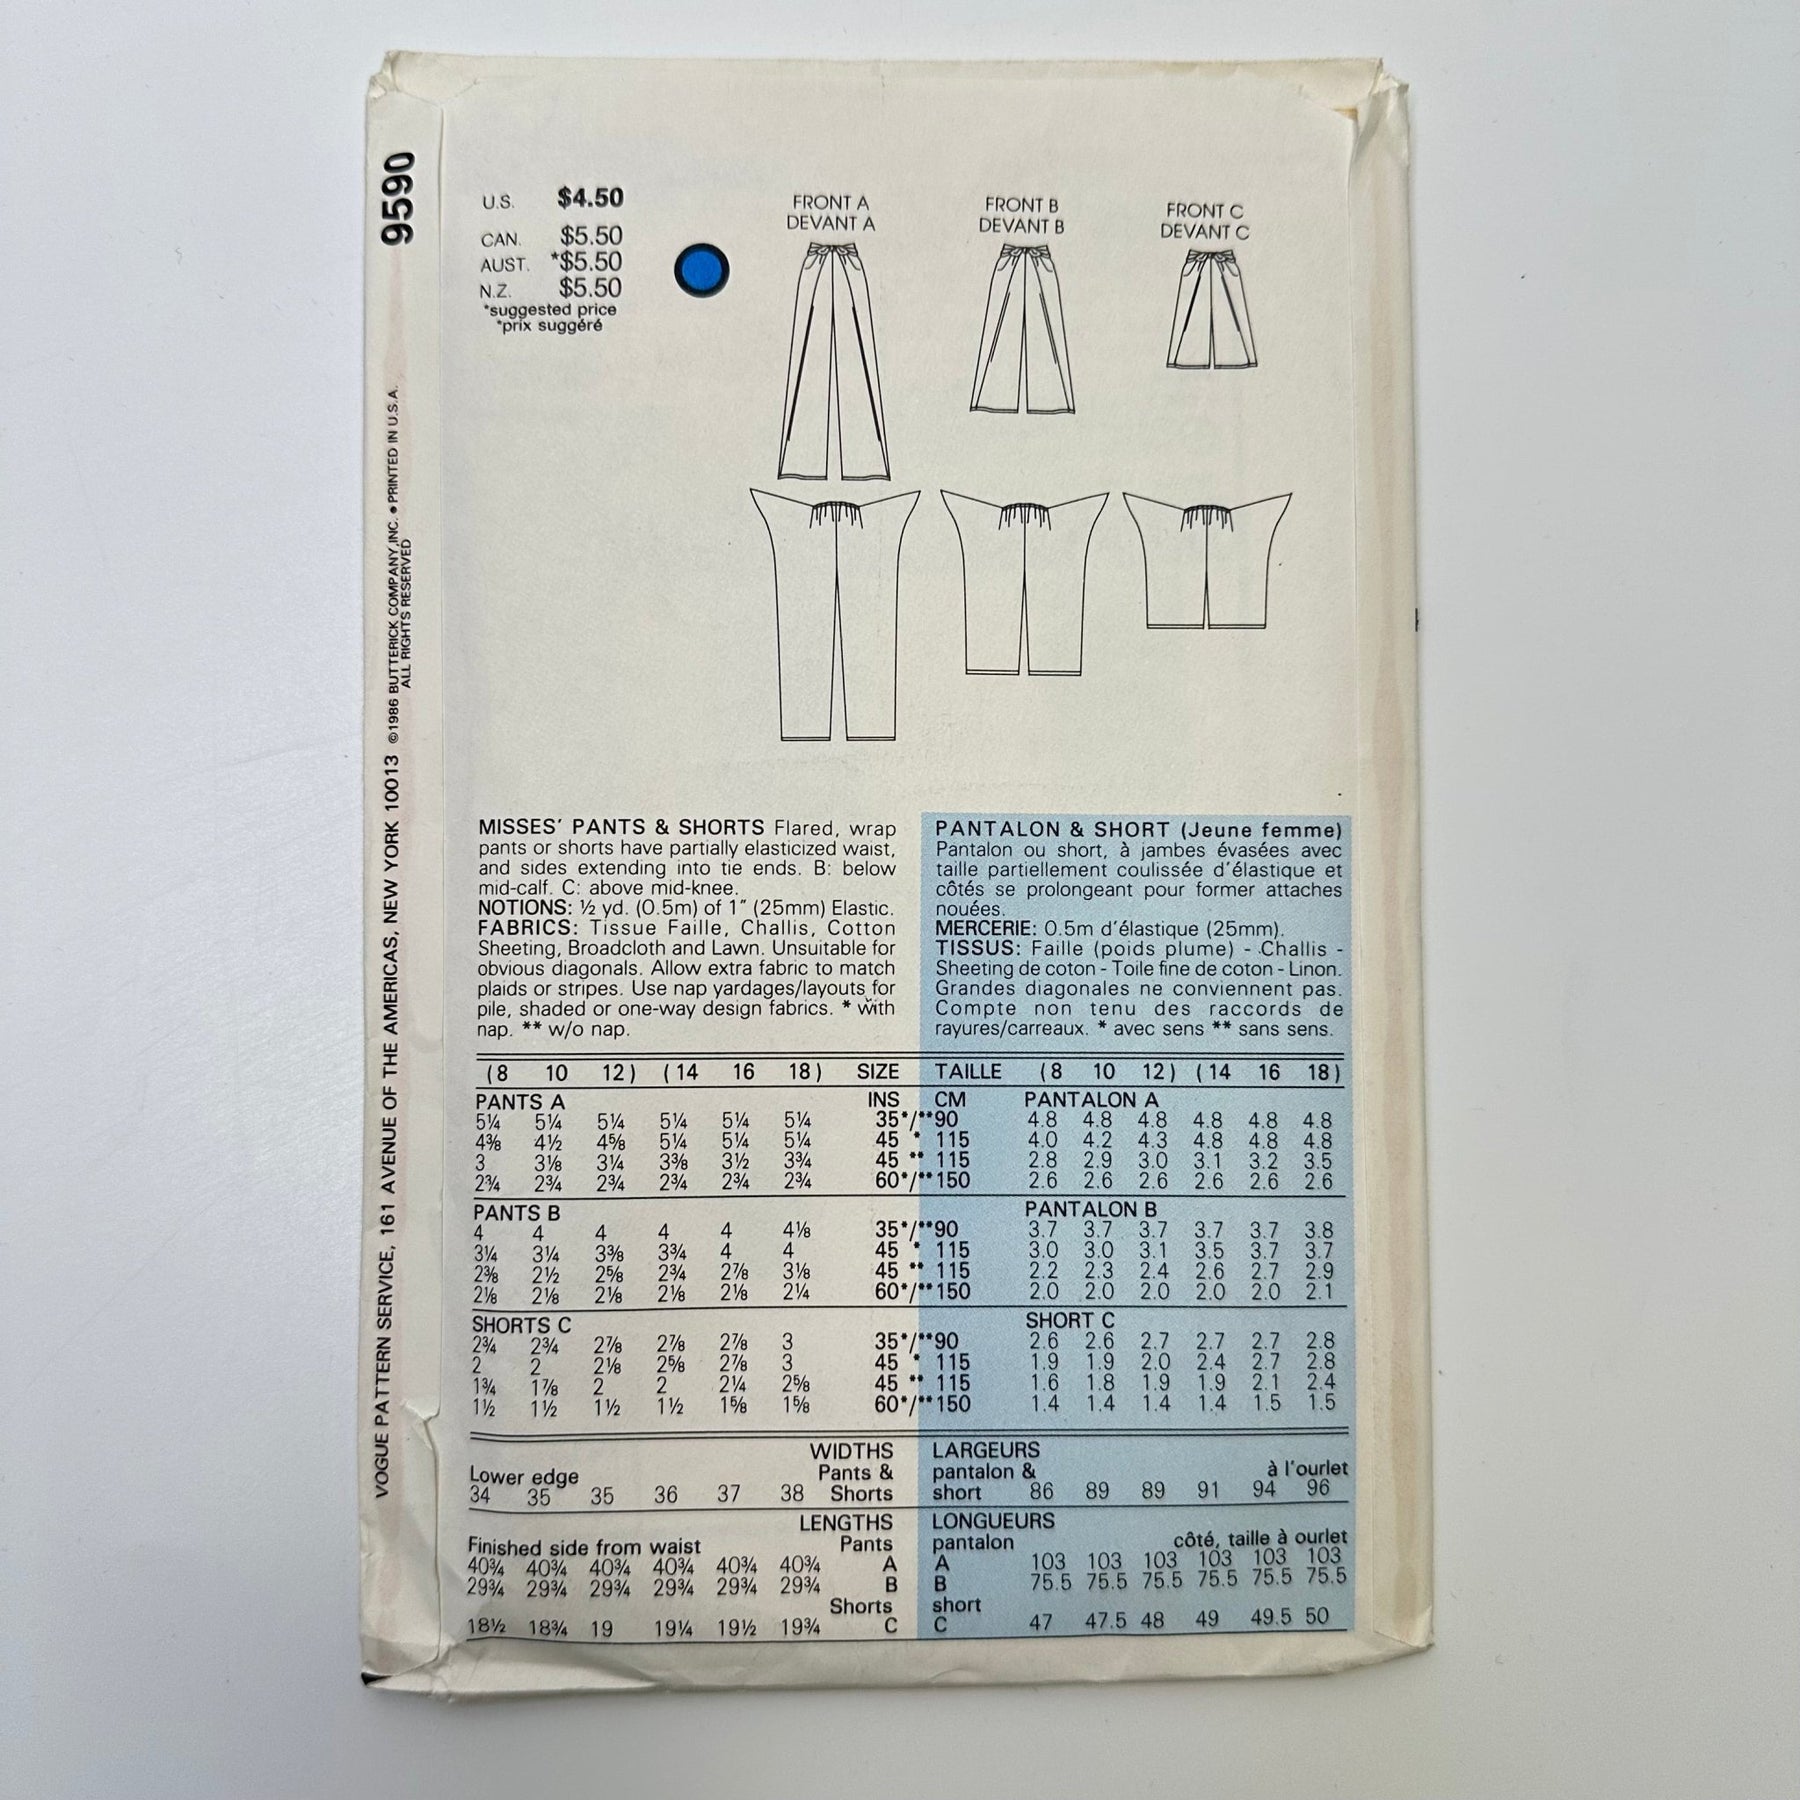 9590
VOGUE PATTERN SERVICE, 161 AVENUE OF THE AMERICAS, NEW YORK 10013 ©1986 BUTTERICK COMPANY, INC. ● PRINTED IN U.S.A.
ALL RIGHTS RESERVED
U.S. $4.50
CAN. $5.50
AUST. *$5.50
N.Z. $5.50
*suggested price
*prix suggéré
FRONT A
DEVANT A
FRONT B
DEVANT B
FRONT C
DEVANT C
MISSES' PANTS & SHORTS Flared, wrap
pants or shorts have partially elasticized waist,
and sides extending into tie ends. B: below
mid-calf. C: above mid-knee.
NOTIONS: ½ yd. (0.5m) of 1" (25mm) Elastic.
FABRICS: Tissue Faille, Challis, Cotton
Sheeting, Broadcloth and Lawn. Unsuitable for
obvious diagonals. Allow extra fabric to match
plaids or stripes. Use nap yardages/layouts for
pile, shaded or one-way design fabrics. * with
nap. ** w/o nap.
PANTALON & SHORT (Jeune femme)
Pantalon ou short, à jambes évasées avec
taille partiellement coulissée d'élastique et
côtés se prolongeant pour former attaches
nouées.
MERCERIE: 0.5m d'élastique (25mm).
TISSUS: Faille (poids plume) - Challis -
Sheeting de coton - Toile fine de coton - Linon.
Grandes diagonales ne conviennent pas.
Compte non tenu des raccords de
rayures/carreaux. * avec sens ** sans sens.
(8 10 12) (14 16 18) SIZE TAILLE (8 10 12) (14 16 18)
PANTS A INS CM PANTALON A
5¼ 5¼ 5¼ 5¼ 5¼ 5¼ 35*/**90 4.8 4.8 4.8 4.8 4.8 4.8
4⅜ 4½ 4⅝ 5¼ 5¼ 5¼ 45 * 115 4.0 4.2 4.3 4.8 4.8 4.8
3 3⅛ 3¼ 3⅜ 3½ 3¾ 45 ** 115 2.8 2.9 3.0 3.1 3.2 3.5
2¾ 2¾ 2¾ 2¾ 2¾ 2¾ 60*/**150 2.6 2.6 2.6 2.6 2.6 2.6
PANTS B PANTALON B
4 4 4 4 4 4⅛ 35*/**90 3.7 3.7 3.7 3.7 3.7 3.8
3¼ 3¼ 3⅜ 3¾ 4 4 45 * 115 3.0 3.0 3.1 3.5 3.7 3.7
2⅜ 2½ 2⅝ 2¾ 2⅞ 3⅛ 45 ** 115 2.2 2.3 2.4 2.6 2.7 2.9
2⅛ 2⅛ 2⅛ 2⅛ 2⅛ 2¼ 60*/**150 2.0 2.0 2.0 2.0 2.0 2.1
SHORTS C SHORT C
2¾ 2¾ 2⅞ 2⅞ 2⅞ 3 35*/**90 2.6 2.6 2.7 2.7 2.7 2.8
2 2 2⅛ 2⅝ 2⅞ 3 45 * 115 1.9 1.9 2.0 2.4 2.7 2.8
1¾ 1⅞ 2 2 2¼ 2⅝ 45 ** 115 1.6 1.8 1.9 1.9 2.1 2.4
1½ 1½ 1½ 1½ 1⅝ 1⅝ 60*/**150 1.4 1.4 1.4 1.4 1.5 1.5
WIDTHS LARGEURS
Lower edge Pants & pantalon & à l'ourlet
34 35 35 36 37 38 Shorts short 86 89 89 91 94 96
LENGTHS LONGUEURS
Finished side from waist Pants pantalon côté, taille à ourlet
40¾ 40¾ 40¾ 40¾ 40¾ 40¾ A A 103 103 103 103 103 103
29¾ 29¾ 29¾ 29¾ 29¾ 29¾ B B 75.5 75.5 75.5 75.5 75.5 75.5
Shorts short
18½ 18¾ 19 19¼ 19½ 19¾ C C 47 47.5 48 49 49.5 50